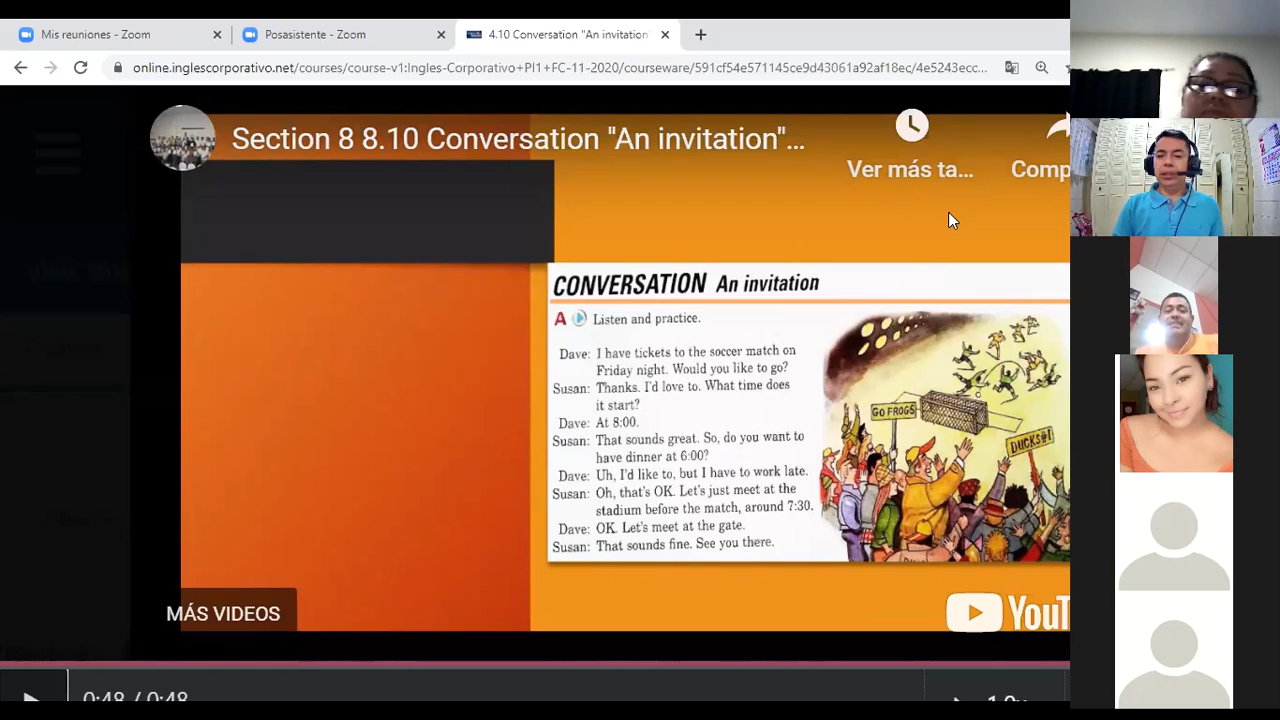 Mis reuniones - Zoom
Posasistente - Zoom
4.10 Conversation "An invitation"
online.inglescorporativo.net/courses/course-v1:Ingles-Corporativo+PI1+FC-11-2020/courseware/591cf54e571145ce9d43061a92af18ec/4e5243ecc...
Section 8 8.10 Conversation "An invitation"...
Ver más ta...
Comp
CONVERSATION An invitation
A Listen and practice.
Dave: I have tickets to the soccer match on
Friday night. Would you like to go?
Susan: Thanks. I'd love to. What time does
it start?
Dave: At 8:00.
Susan: That sounds great. So, do you want to
have dinner at 6:00?
Dave: Uh, I'd like to, but I have to work late.
Susan: Oh, that's OK. Let's just meet at the
stadium before the match, around 7:30.
Dave: OK. Let's meet at the gate.
Susan: That sounds fine. See you there.
GO FROGS
DUCKS#1
MÁS VIDEOS
YouT
0:48 / 0:48
1.0x